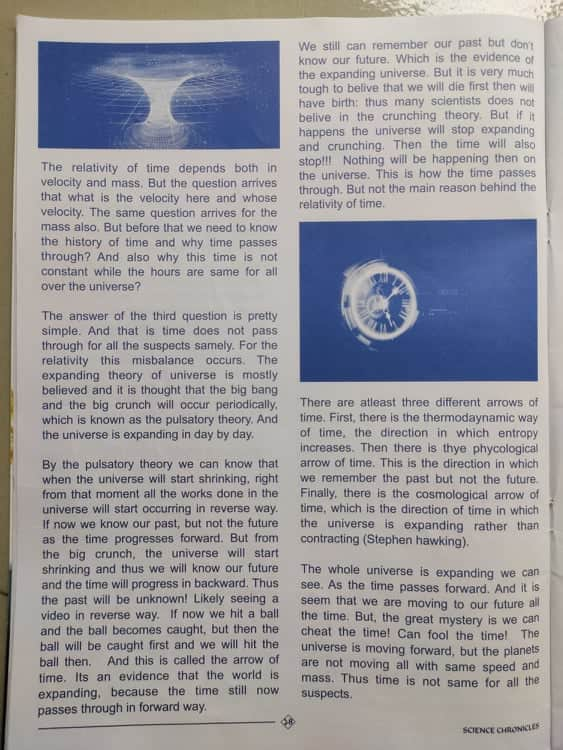 The relativity of time depends both in
velocity and mass. But the question arrives
that what is the velocity here and whose
velocity. The same question arrives for the
mass also. But before that we need to know
the history of time and why time passes
through? And also why this time is not
constant while the hours are same for all
over the universe?
The answer of the third question is pretty
simple. And that is time does not pass
through for all the suspects samely. For the
relativity this misbalance occurs. The
expanding theory of universe is mostly
believed and it is thought that the big bang
and the big crunch will occur periodically,
which is known as the pulsatory theory. And
the universe is expanding in day by day.
By the pulsatory theory we can know that
when the universe will start shrinking, right
from that moment all the works done in the
universe will start occurring in reverse way.
If now we know our past, but not the future
as the time progresses forward. But from
the big crunch, the universe will start
shrinking and thus we will know our future
and the time will progress in backward. Thus
the past will be unknown! Likely seeing a
video in reverse way. If now we hit a ball
and the ball becomes caught, but then the
ball will be caught first and we will hit the
ball then. And this is called the arrow of
time. Its an evidence that the world is
expanding, because the time still now
passes through in forward way.
We still can remember our past but don't
know our future. Which is the evidence of
the expanding universe. But it is very much
tough to belive that we will die first then will
have birth: thus many scientists does not
belive in the crunching theory. But if it
happens the universe will stop expanding
and crunching. Then the time will also
stop!!! Nothing will be happening then on
the universe. This is how the time passes
through. But not the main reason behind the
relativity of time.
There are atleast three different arrows of
time. First, there is the thermodaynamic way
of time, the direction in which entropy
increases. Then there is thye phycological
arrow of time. This is the direction in which
we remember the past but not the future.
Finally, there is the cosmological arrow of
time, which is the direction of time in which
the universe is expanding rather than
contracting (Stephen hawking).
The whole universe is expanding we can
see. As the time passes forward. And it is
seem that we are moving to our future all
the time. But, the great mystery is we can
cheat the time! Can fool the time! The
universe is moving forward, but the planets
are not moving all with same speed and
mass. Thus time is not same for all the
suspects.
SCIENCE CHRONICLES